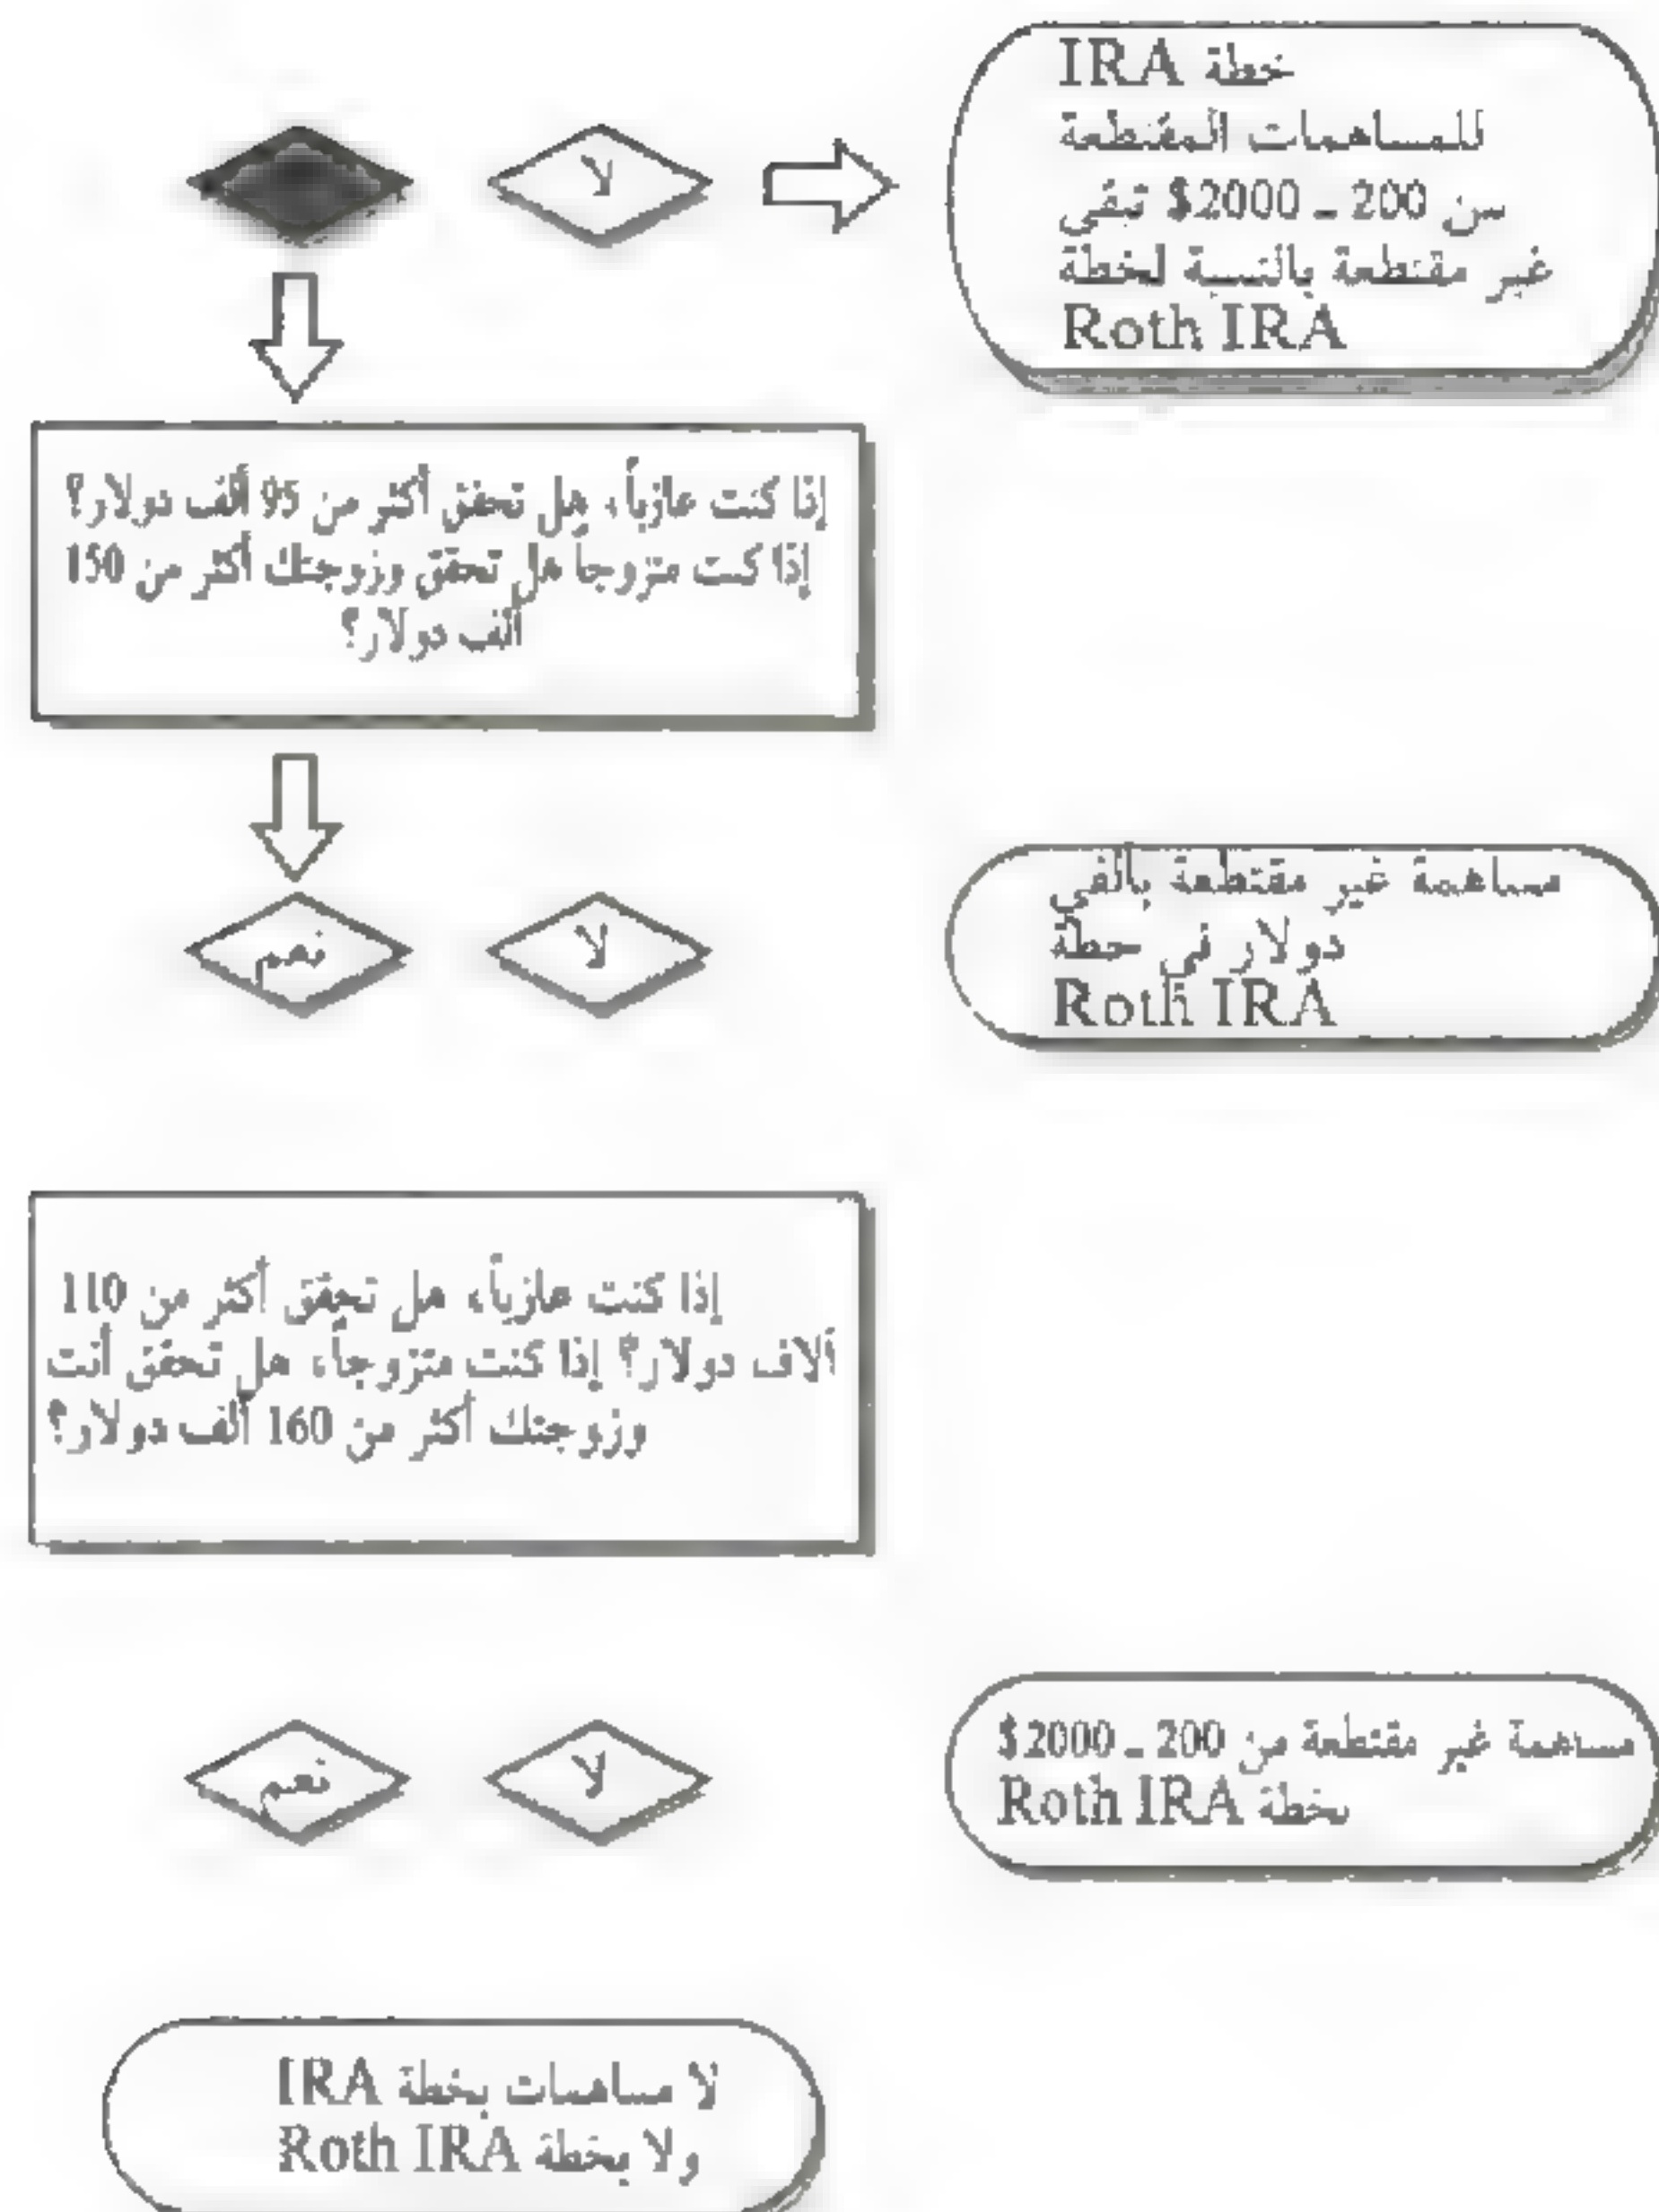 لا
خطة IRA
للمساهمات المقتطعة
من 200 ـ 2000$ تبقى
غير مقتطعة بالنسبة لخطة
Roth IRA
إذا كنت عازباً، هل تحقق أكثر من 95 ألف دولار؟
إذا كنت متزوجاً هل تحقق وزوجتك أكثر من 150
ألف دولار؟
نعم
لا
مساهمة غير مقتطعة بألفي
دولار في خطة
Roth IRA
إذا كنت عازباً، هل تحقق أكثر من 110
آلاف دولار؟ إذا كنت متزوجاً، هل تحقق أنت
وزوجتك أكثر من 160 ألف دولار؟
نعم
لا
مساهمة غير مقتطعة من 200 ـ 2000$
بخطة Roth IRA
لا مساهمات بخطة IRA
ولا بخطة Roth IRA